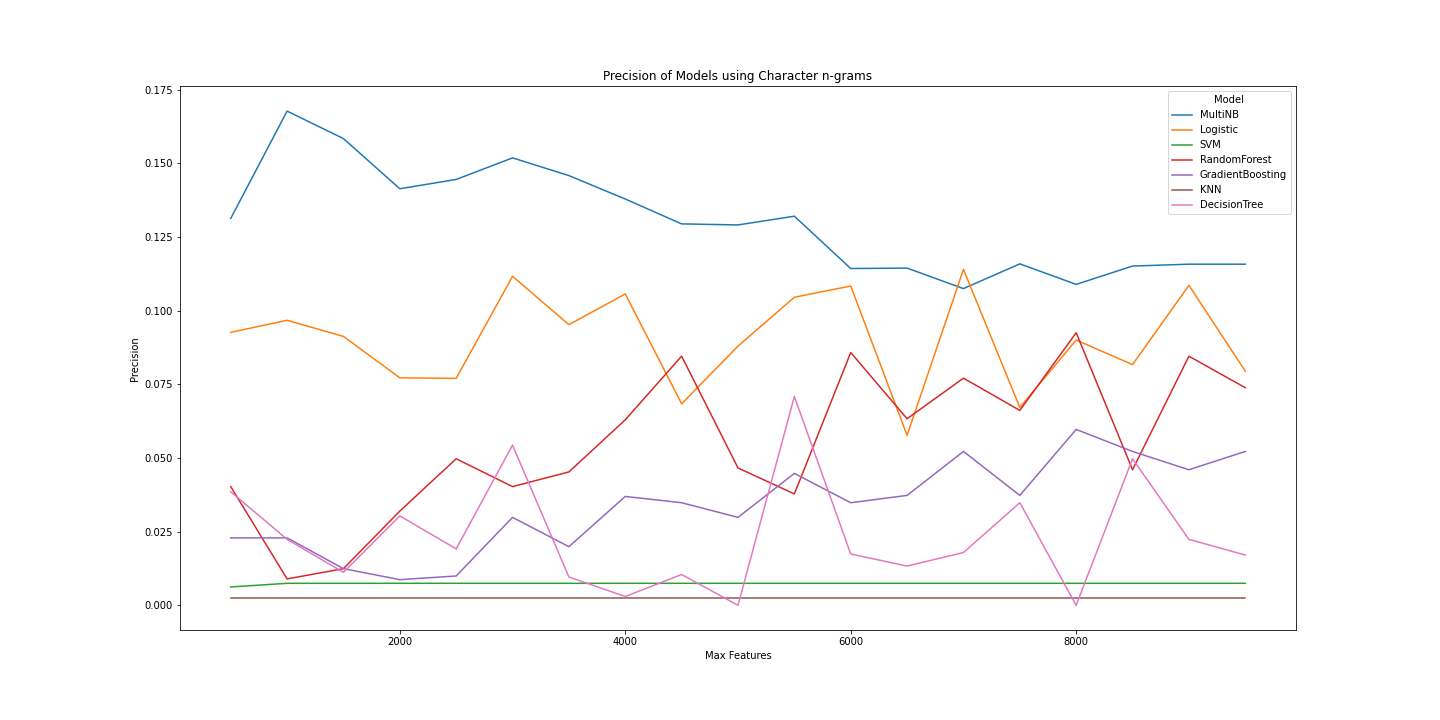 Precision of Models using Character n-grams
Model
MultiNB
Logistic
SVM
RandomForest
GradientBoosting
KNN
DecisionTree
Precision
0.175
0.150
0.125
0.100
0.075
0.050
0.025
0.000
2000
4000
6000
8000
Max Features